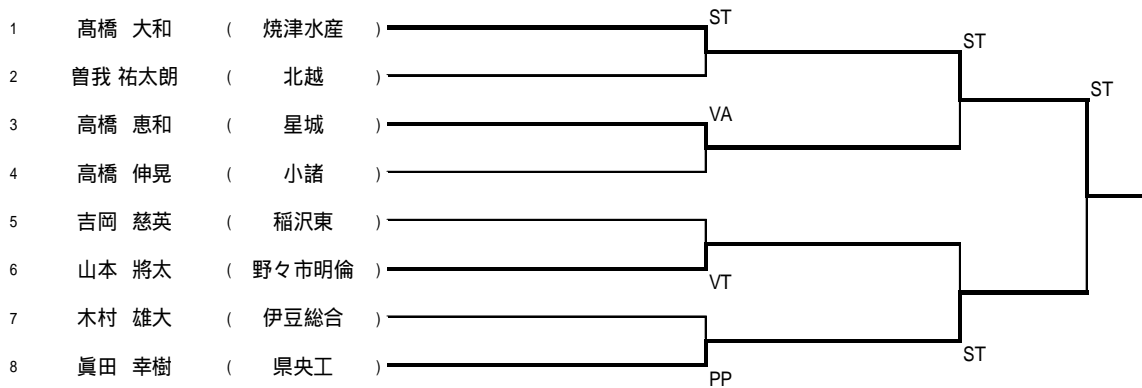 1 髙橋 大和 ( 焼津水産 ) ST
ST
2 曽我 祐太朗 ( 北越 )
ST
3 高橋 恵和 ( 星城 ) VA
4 高橋 伸晃 ( 小諸 )
5 吉岡 慈英 ( 稲沢東 )
6 山本 將太 ( 野々市明倫 ) VT
7 木村 雄大 ( 伊豆総合 )
ST
8 眞田 幸樹 ( 県央工 ) PP